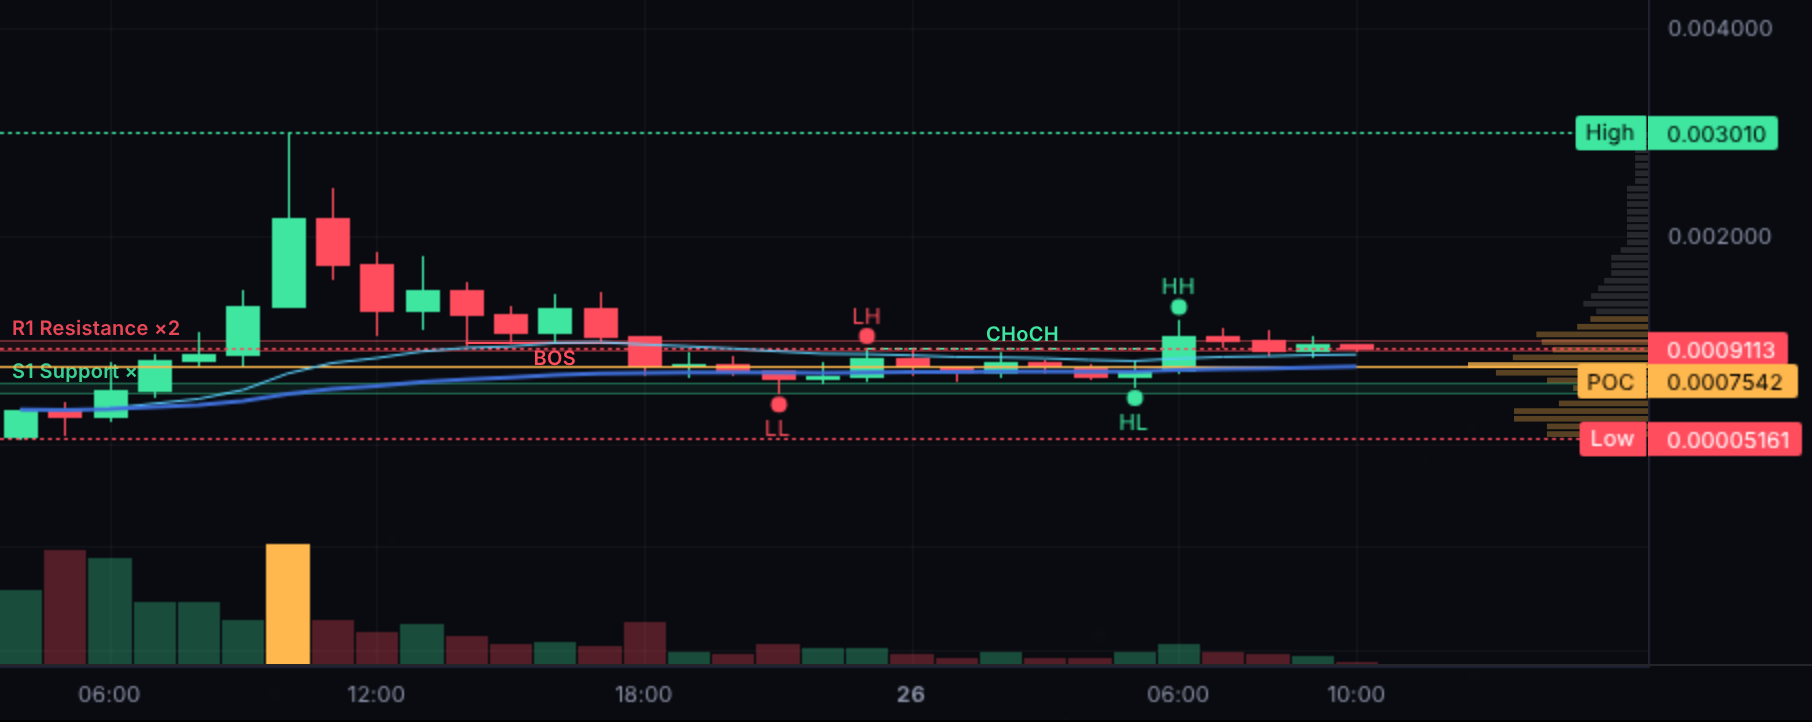 0.004000
High 0.003010
0.002000
HH
LH
R1 Resistance ×2
CHoCH
0.0009113
BOS
S1 Support ×
POC 0.0007542
HL
LL
Low 0.00005161
06:00 12:00 18:00 26 06:00 10:00